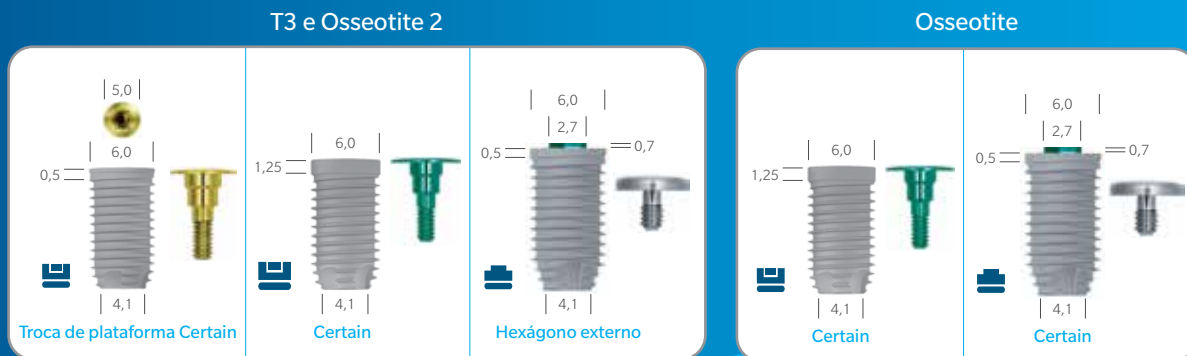 T3 e Osseotite 2
5,0
6,0
0,5
4,1
Troca de plataforma Certain
6,0
1,25
4,1
Certain
6,0
2,7
0,5
0,7
4,1
Hexágono externo
Osseotite
6,0
1,25
4,1
Certain
6,0
2,7
0,5
0,7
4,1
Certain